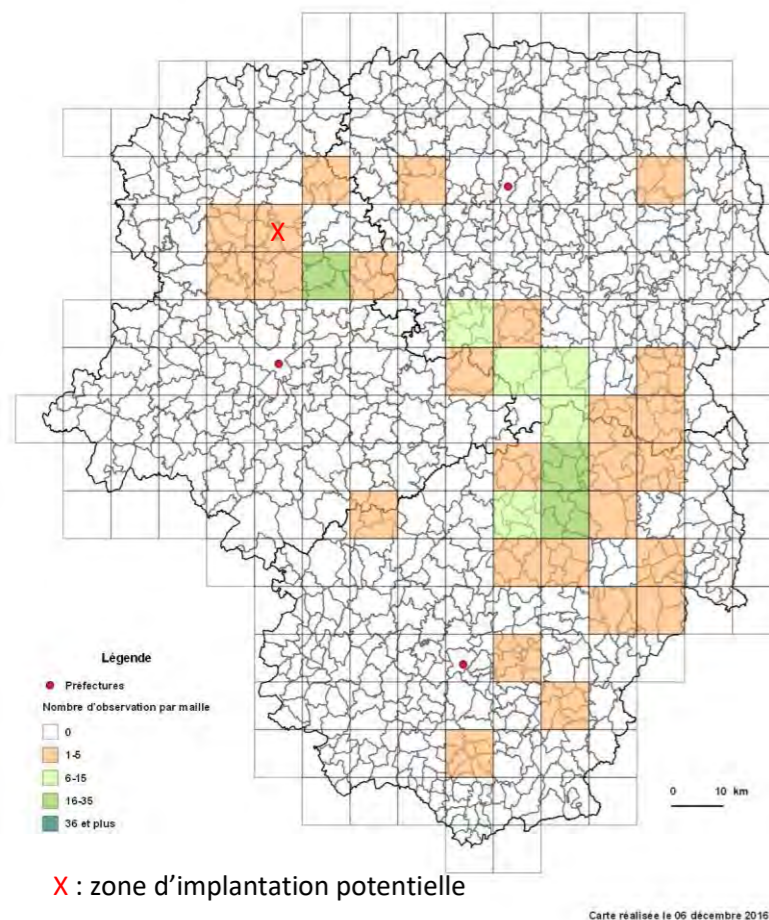 X
Légende
Préfectures
Nombre d'observation par maille
0
1-5
6-15
16-35
36 et plus
0 10 km
X : zone d'implantation potentielle
Carte réalisée le 06 décembre 2016